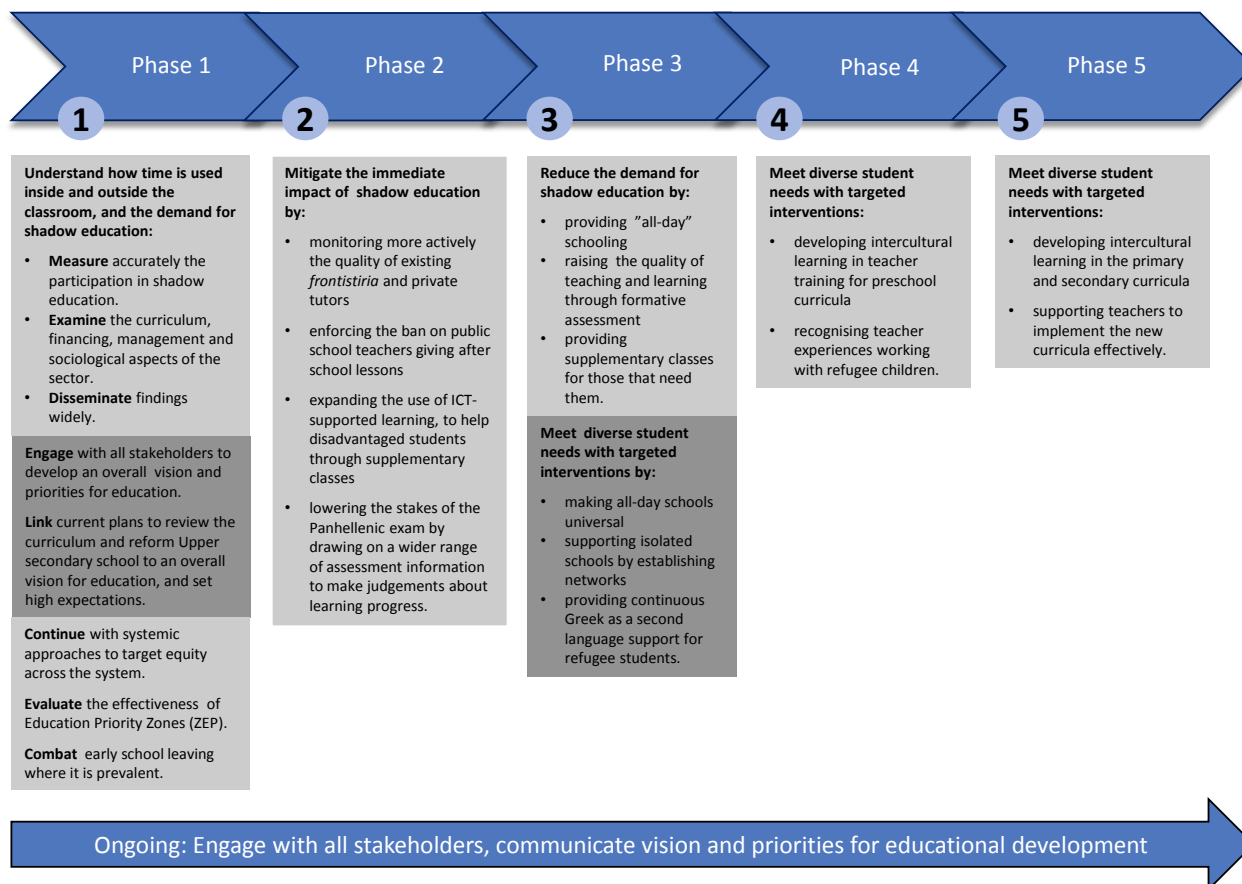 Phase 1
Phase 2
Phase 3
Phase 4
Phase 5
1
2
3
4
5
Understand how time is used
inside and outside the
classroom, and the demand for
shadow education:
• Measure accurately the
participation in shadow
education.
• Examine the curriculum,
financing, management and
sociological aspects of the
sector.
• Disseminate findings
widely.
Engage with all stakeholders to
develop an overall vision and
priorities for education.
Link current plans to review the
curriculum and reform Upper
secondary school to an overall
vision for education, and set
high expectations.
Continue with systemic
approaches to target equity
across the system.
Evaluate the effectiveness of
Education Priority Zones (ZEP).
Combat early school leaving
where it is prevalent.
Mitigate the immediate
impact of shadow education
by:
• monitoring more actively
the quality of existing
frontistiria and private
tutors
• enforcing the ban on public
school teachers giving after
school lessons
• expanding the use of ICT-
supported learning, to help
disadvantaged students
through supplementary
classes
• lowering the stakes of the
Panhellenic exam by
drawing on a wider range
of assessment information
to make judgements about
learning progress.
Reduce the demand for
shadow education by:
• providing ”all-day”
schooling
• raising the quality of
teaching and learning
through formative
assessment
• providing
supplementary classes
for those that need
them.
Meet diverse student
needs with targeted
interventions by:
• making all-day schools
universal
• supporting isolated
schools by establishing
networks
• providing continuous
Greek as a second
language support for
refugee students.
Meet diverse student
needs with targeted
interventions:
• developing intercultural
learning in teacher
training for preschool
curricula
• recognising teacher
experiences working
with refugee children.
Meet diverse student
needs with targeted
interventions:
• developing intercultural
learning in the primary
and secondary curricula
• supporting teachers to
implement the new
curricula effectively.
Ongoing: Engage with all stakeholders, communicate vision and priorities for educational development